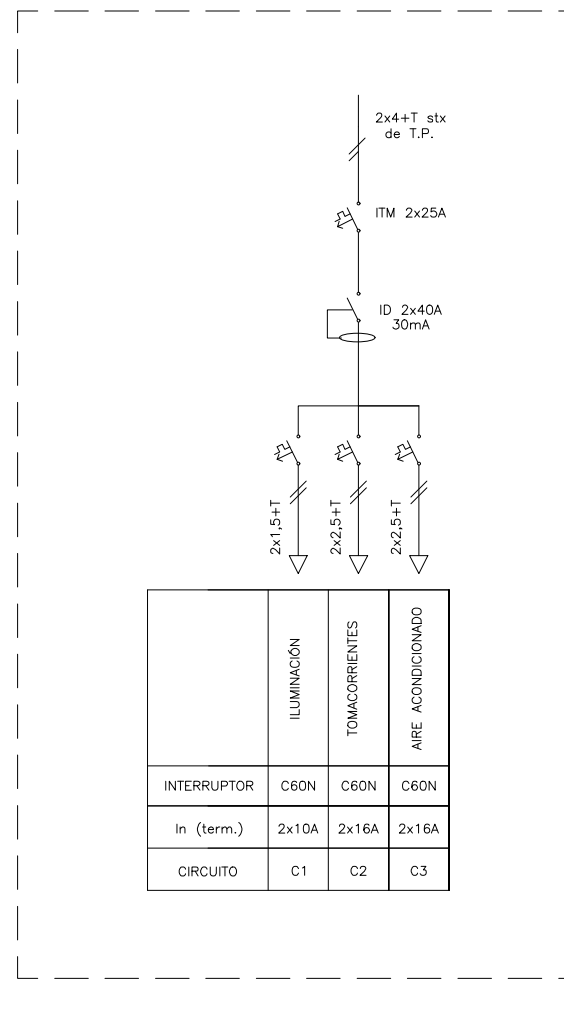 2x4+T stx
de T.P.
ITM 2x25A
ID 2x40A
30mA
2x1,5+T
2x2,5+T
2x2,5+T
ILUMINACIÓN
TOMACORRIENTES
AIRE ACONDICIONADO
INTERRUPTOR C60N C60N C60N
In (term.) 2x10A 2x16A 2x16A
CIRCUITO C1 C2 C3